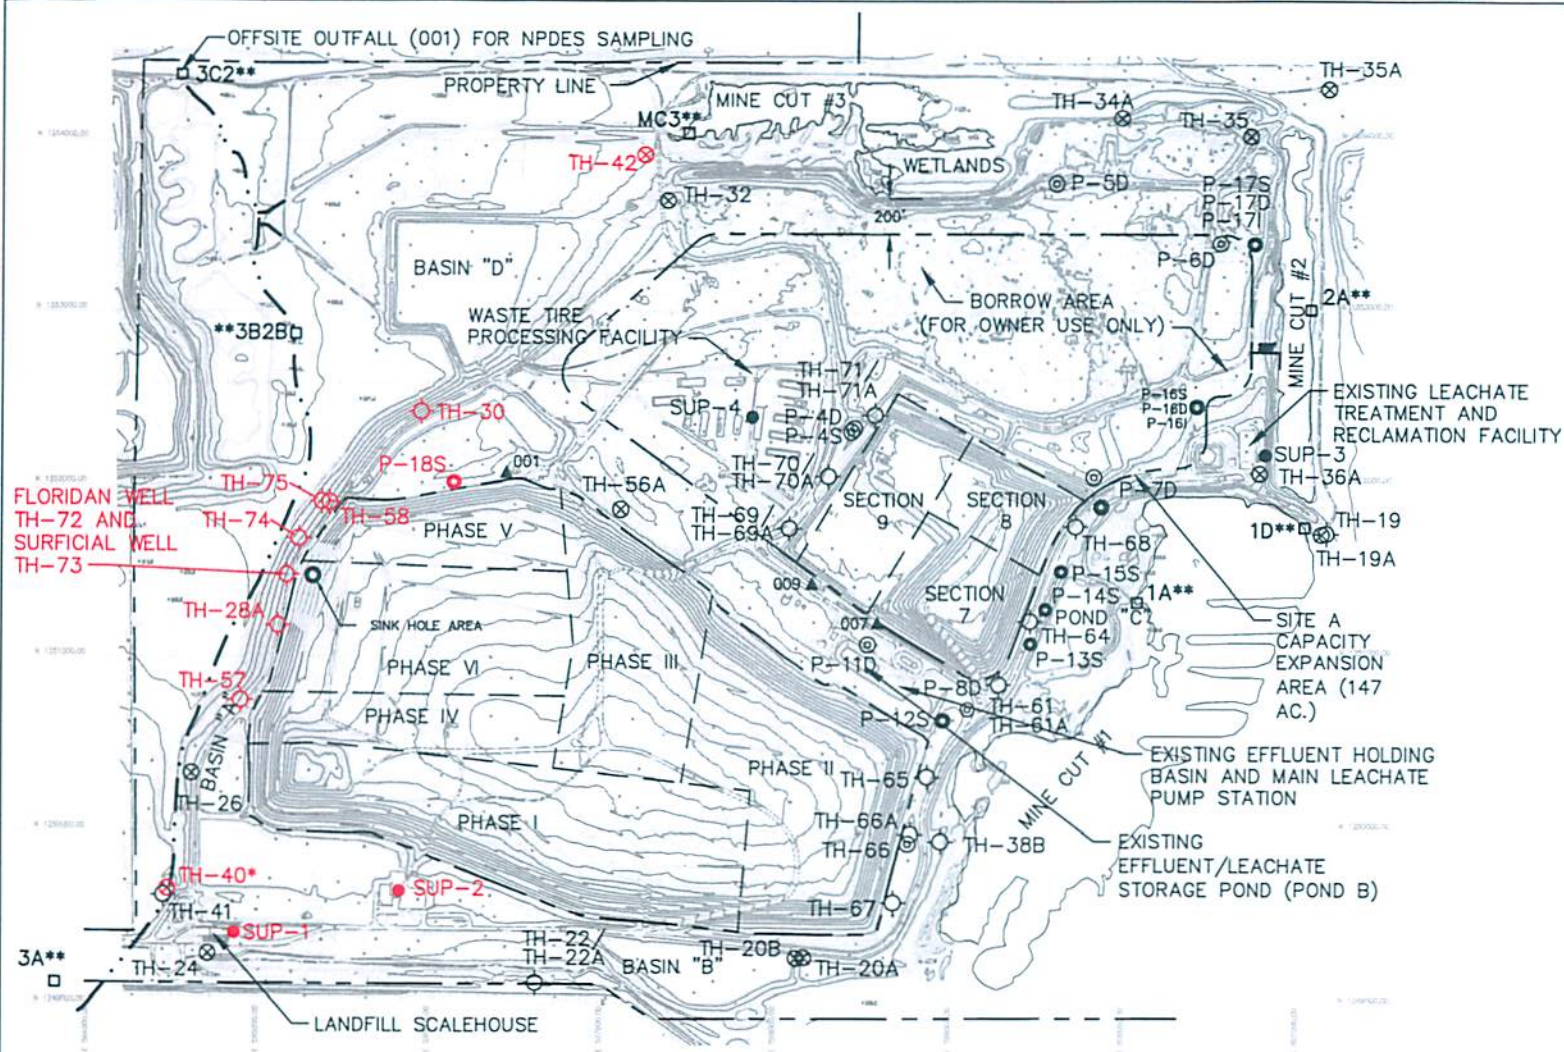 OFFSITE OUTFALL (001) FOR NPDES SAMPLING
3C2**
PROPERTY LINE
MINE CUT #3
MC3**
TH-35A
TH-34A
TH-35
TH-42
WETLANDS
P-5D
P-17S
P-17D
P-17I
TH-32
200'
P-6D
BASIN "D"
MINE CUT #2
2A**
BORROW AREA
(FOR OWNER USE ONLY)
WASTE TIRE
PROCESSING FACILITY
**3B2B
TH-71/
TH-71A
P-4D
P-4S
SUP-4
P-16S
P-16D
P-16I
EXISTING LEACHATE
TREATMENT AND
RECLAMATION FACILITY
TH-30
P-18S
001
SUP-3
TH-36A
TH-70/
TH-70A
TH-56A
SECTION
9
SECTION
8
P-7D
TH-75
TH-58
FLORIDAN WELL
TH-72 AND
SURFICIAL WELL
TH-73
TH-74
PHASE V
TH-69/
TH-69A
1D**
TH-19
TH-19A
TH-68
P-15S
009
SECTION
7
P-14S
1A**
POND "C"
TH-28A
SINK HOLE AREA
007
TH-64
P-13S
SITE A
CAPACITY
EXPANSION
AREA (147
AC.)
PHASE VI
PHASE III
P-11D
TH-57
P-8D
TH-61
TH-61A
PHASE IV
P-12S
BASIN "A"
MINE CUT #1
EXISTING EFFLUENT HOLDING
BASIN AND MAIN LEACHATE
PUMP STATION
PHASE II
TH-65
TH-26
PHASE I
TH-66A
TH-66
TH-38B
EXISTING
EFFLUENT/LEACHATE
STORAGE POND (POND B)
TH-40*
SUP-2
TH-41
TH-67
SUP-1
TH-22/
TH-22A
TH-20B
TH-20A
BASIN "B"
3A**
TH-24
LANDFILL SCALEHOUSE